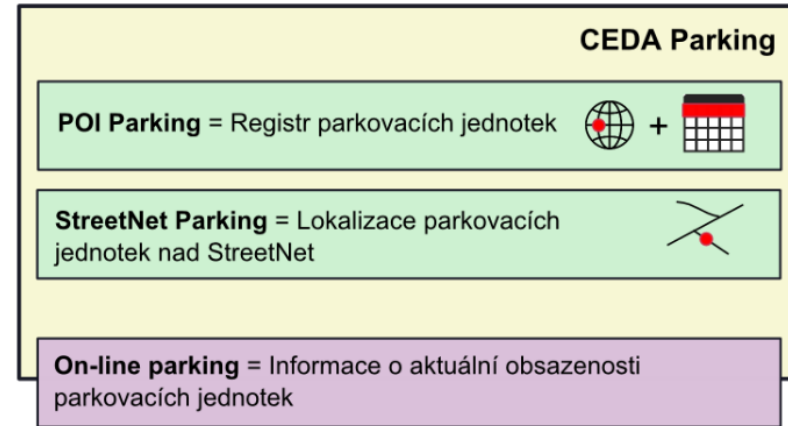 CEDA Parking
POI Parking = Registr parkovacích jednotek
+
StreetNet Parking = Lokalizace parkovacích
jednotek nad StreetNet
On-line parking = Informace o aktuální obsazenosti
parkovacích jednotek